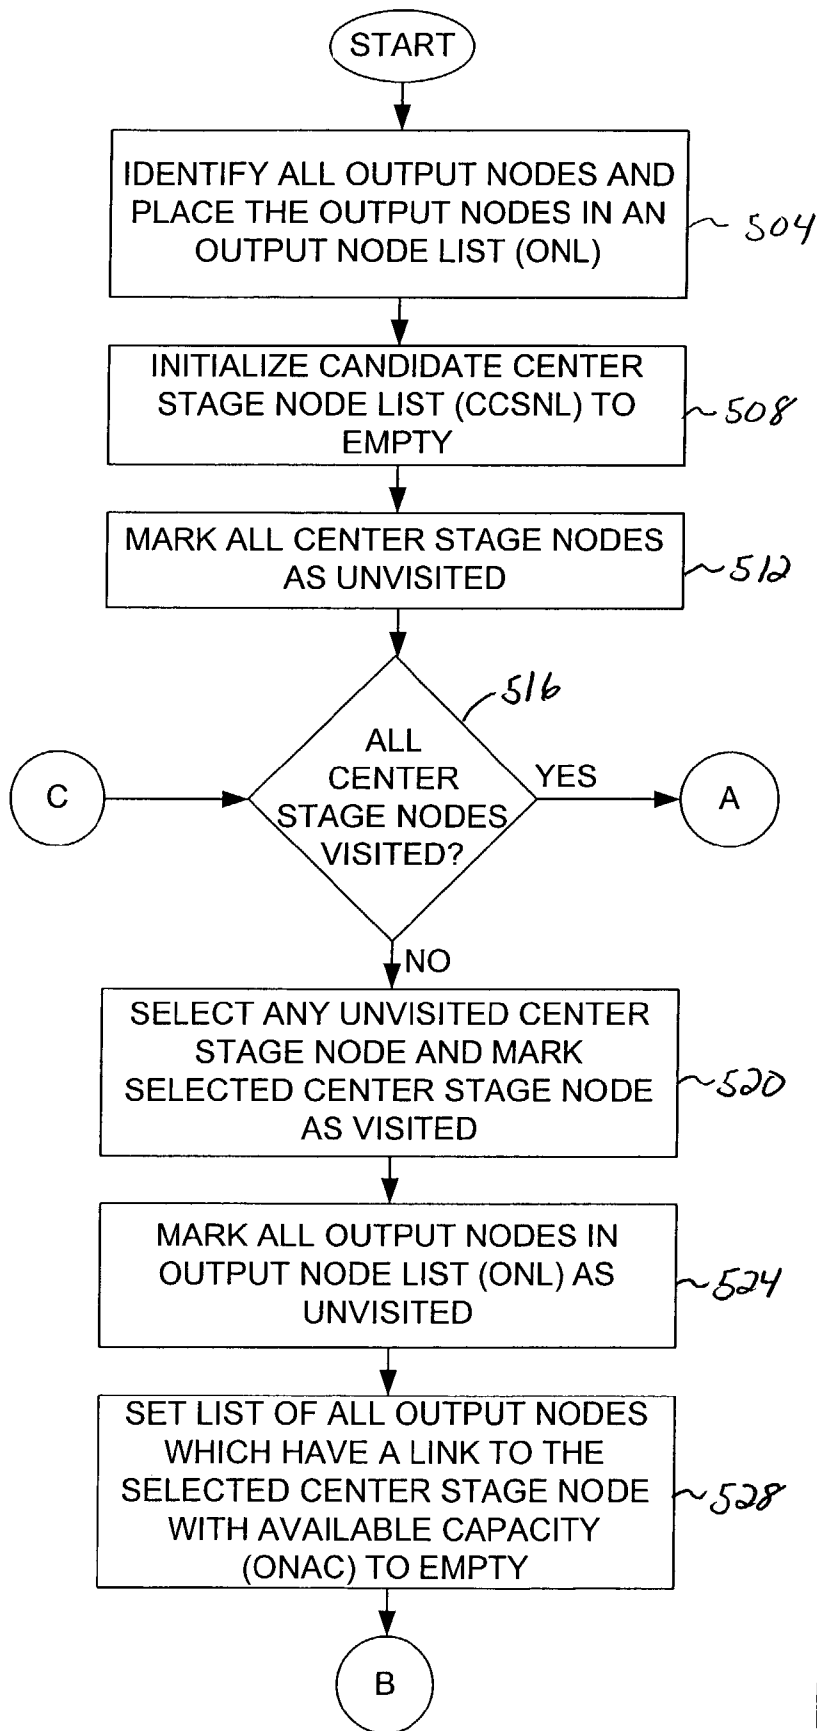 START
IDENTIFY ALL OUTPUT NODES AND
PLACE THE OUTPUT NODES IN AN
OUTPUT NODE LIST (ONL)
504
INITIALIZE CANDIDATE CENTER
STAGE NODE LIST (CCSNL) TO
EMPTY
508
MARK ALL CENTER STAGE NODES
AS UNVISITED
512
516
ALL
CENTER
STAGE NODES
VISITED?
C
YES
A
NO
SELECT ANY UNVISITED CENTER
STAGE NODE AND MARK
SELECTED CENTER STAGE NODE
AS VISITED
520
MARK ALL OUTPUT NODES IN
OUTPUT NODE LIST (ONL) AS
UNVISITED
524
SET LIST OF ALL OUTPUT NODES
WHICH HAVE A LINK TO THE
SELECTED CENTER STAGE NODE
WITH AVAILABLE CAPACITY
(ONAC) TO EMPTY
528
B